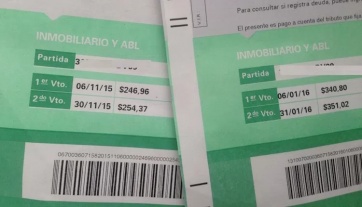 INMOBILIARIO Y ABL
Partida 3
1er Vto. 06/11/15 $246,96
2do Vto. 30/11/15 $254,37
Para consultar si registra deuda, puede
El presente es pago a cuenta del tributo que
INMOBILIARIO Y ABL
Partida
1er Vto. 06/01/16 $340,80
2do Vto. 31/01/16 $351,02